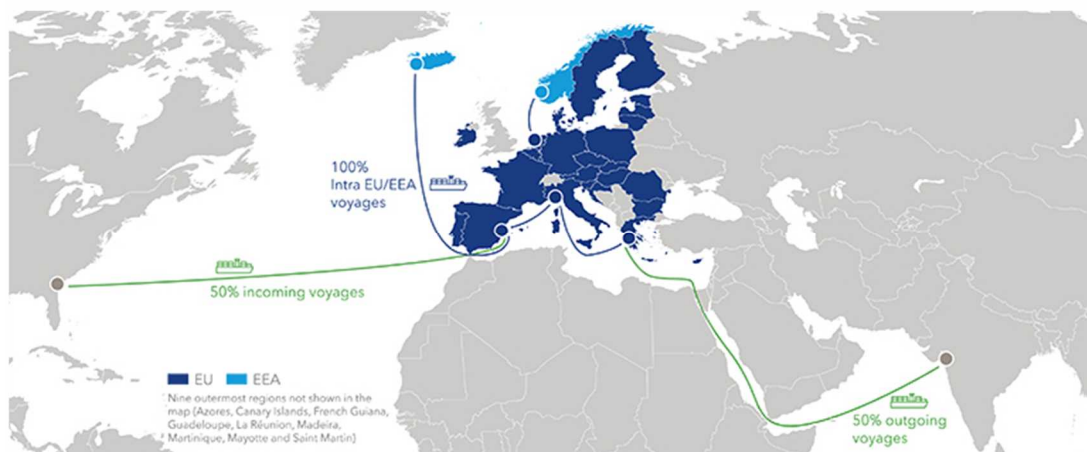 100%
Intra EU/EEA
voyages
50% incoming voyages
EU EEA
Nine outermost regions not shown in the
map (Azores, Canary Islands, French Guiana,
Guadeloupe, La Réunion, Madeira,
Martinique, Mayotte and Saint Martin)
50% outgoing
voyages